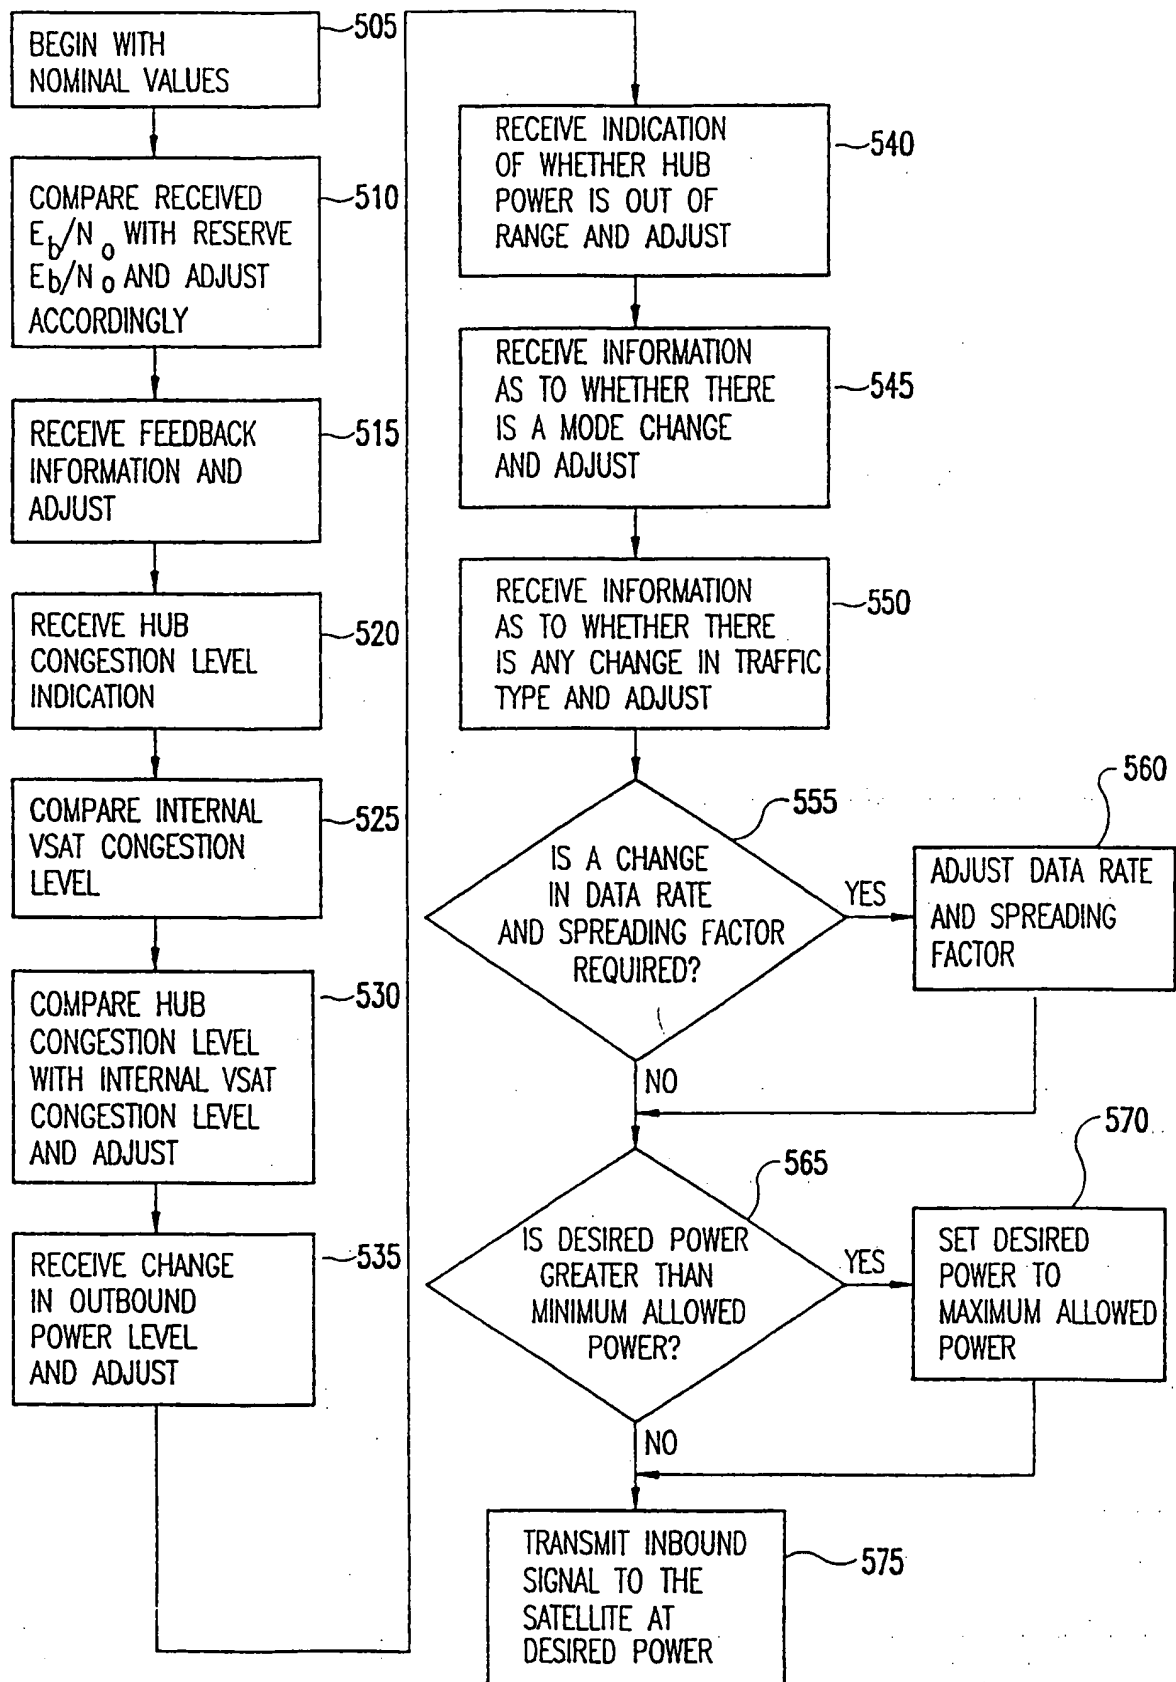 BEGIN WITH
NOMINAL VALUES
505
COMPARE RECEIVED
Eb/No WITH RESERVE
Eb/No AND ADJUST
ACCORDINGLY
510
RECEIVE FEEDBACK
INFORMATION AND
ADJUST
515
RECEIVE HUB
CONGESTION LEVEL
INDICATION
520
COMPARE INTERNAL
VSAT CONGESTION
LEVEL
525
COMPARE HUB
CONGESTION LEVEL
WITH INTERNAL VSAT
CONGESTION LEVEL
AND ADJUST
530
RECEIVE CHANGE
IN OUTBOUND
POWER LEVEL
AND ADJUST
535
RECEIVE INDICATION
OF WHETHER HUB
POWER IS OUT OF
RANGE AND ADJUST
540
RECEIVE INFORMATION
AS TO WHETHER THERE
IS A MODE CHANGE
AND ADJUST
545
RECEIVE INFORMATION
AS TO WHETHER THERE
IS ANY CHANGE IN TRAFFIC
TYPE AND ADJUST
550
IS A CHANGE
IN DATA RATE
AND SPREADING FACTOR
REQUIRED?
555
YES
ADJUST DATA RATE
AND SPREADING
FACTOR
560
NO
IS DESIRED POWER
GREATER THAN
MINIMUM ALLOWED
POWER?
565
YES
SET DESIRED
POWER TO
MAXIMUM ALLOWED
POWER
570
NO
TRANSMIT INBOUND
SIGNAL TO THE
SATELLITE AT
DESIRED POWER
575